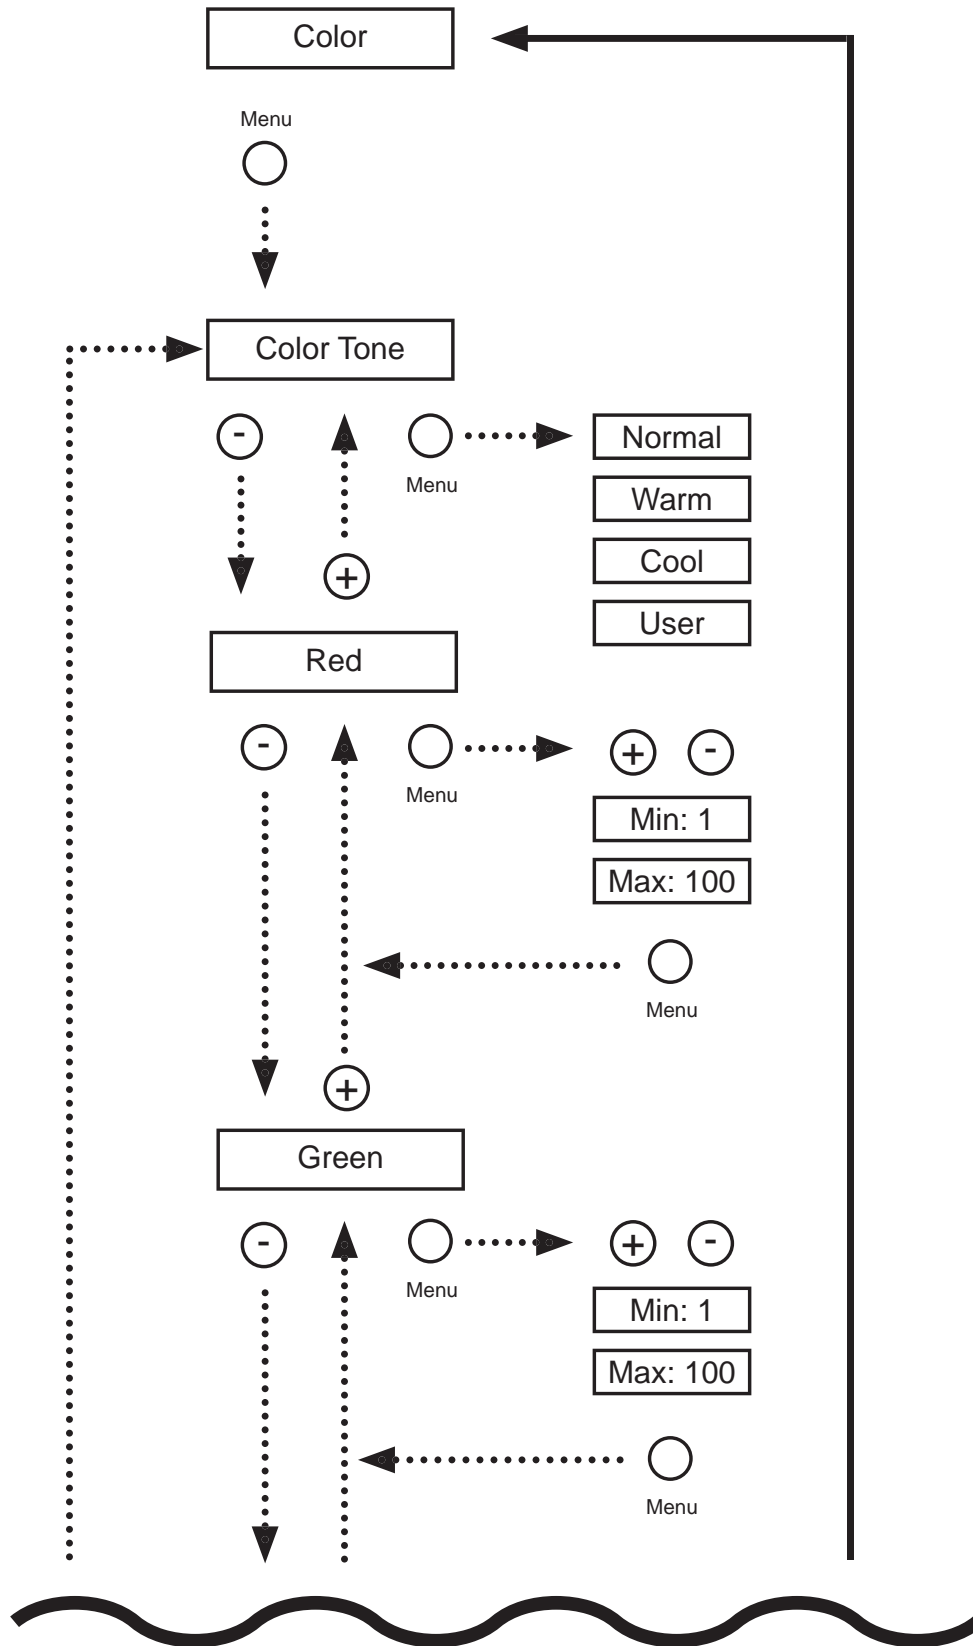 Color
Menu
Color Tone
-
Menu
Normal
Warm
Cool
User
+
Red
-
Menu
+ -
Min: 1
Max: 100
Menu
+
Green
-
Menu
+ -
Min: 1
Max: 100
Menu